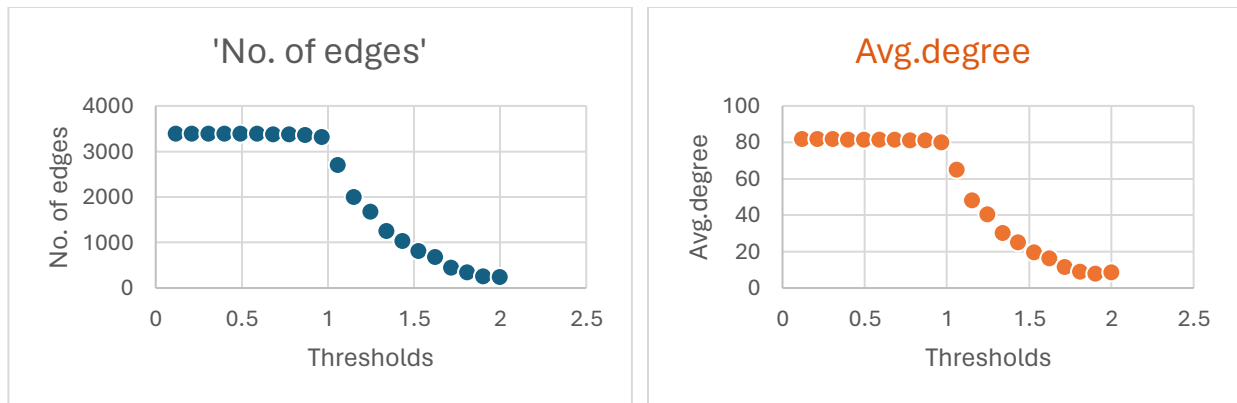 'No. of edges'
No. of edges
4000
3000
2000
1000
0
0 0.5 1 1.5 2 2.5
Thresholds
Avg.degree
Avg.degree
100
80
60
40
20
0
0 0.5 1 1.5 2 2.5
Thresholds